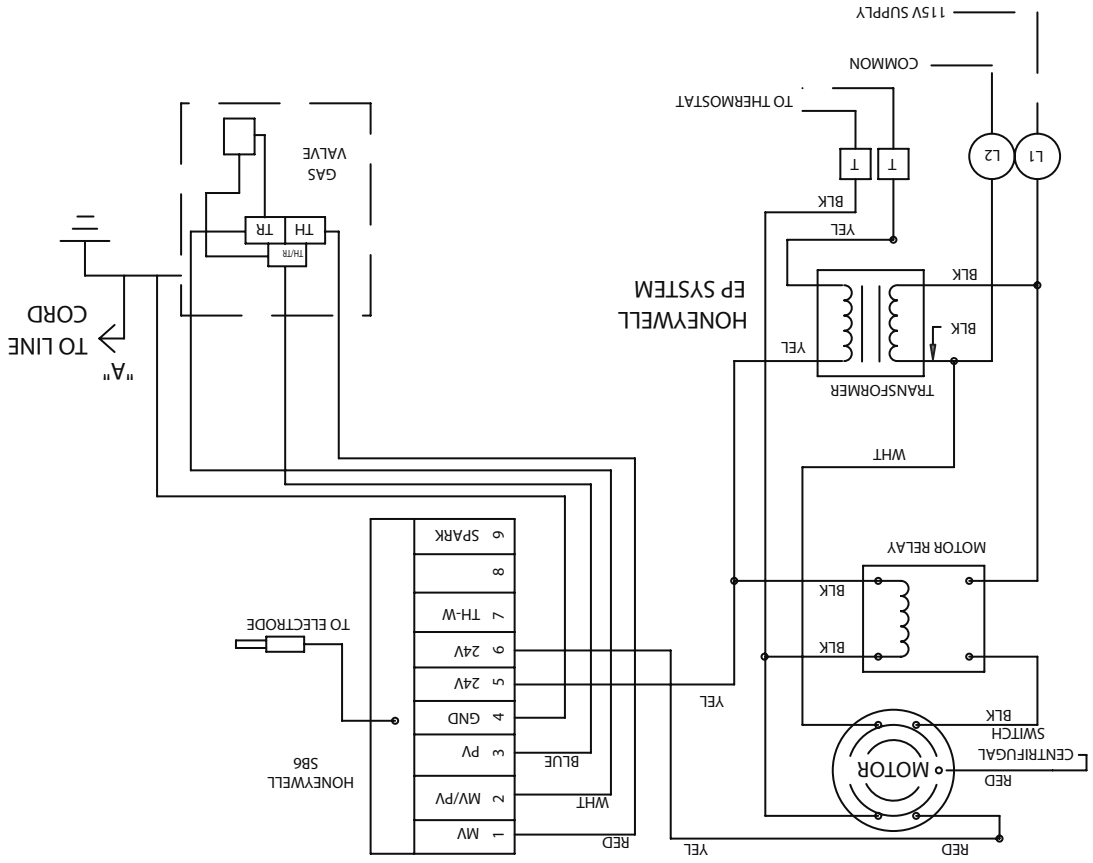 RED
YEL
RED
1 MV
RED
CENTRIFUGAL
SWITCH
MOTOR
BLK
WHT
2 MV/PV
HONEYWELL
S86
BLUE
3 PV
4 GND
YEL
5 24V
6 24V
7 TH-W
8
9 SPARK
TO ELECTRODE
BLK
BLK
MOTOR RELAY
WHT
TRANSFORMER
BLK
YEL
BLK
HONEYWELL
EP SYSTEM
"A"
TO LINE
CORD
YEL
BLK
TH/TR
TH
TR
L1
L2
T
T
GAS
VALVE
TO THERMOSTAT
COMMON
115V SUPPLY